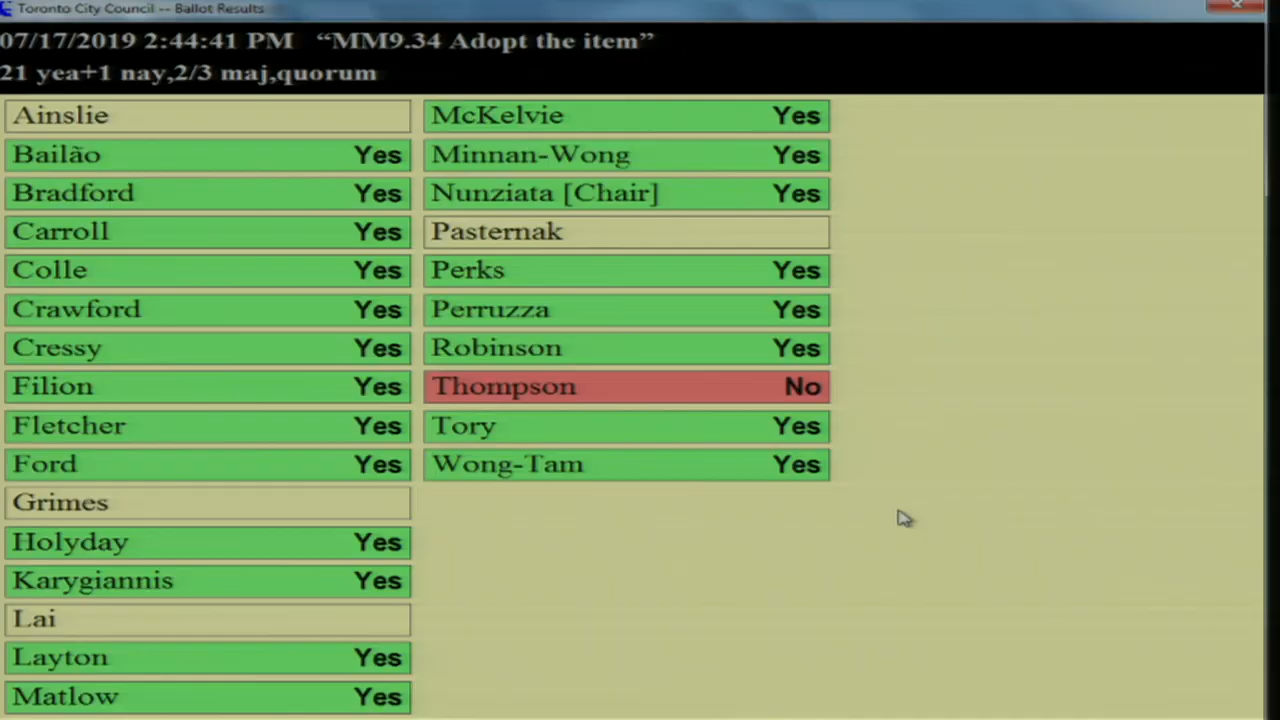 Toronto City Council -- Ballot Results
07/17/2019 2:44:41 PM “MM9.34 Adopt the item”
21 yea+1 nay,2/3 maj,quorum
Ainslie
Bailão Yes
Bradford Yes
Carroll Yes
Colle Yes
Crawford Yes
Cressy Yes
Filion Yes
Fletcher Yes
Ford Yes
Grimes
Holyday Yes
Karygiannis Yes
Lai
Layton Yes
Matlow Yes
McKelvie Yes
Minnan-Wong Yes
Nunziata [Chair] Yes
Pasternak
Perks Yes
Perruzza Yes
Robinson Yes
Thompson No
Tory Yes
Wong-Tam Yes